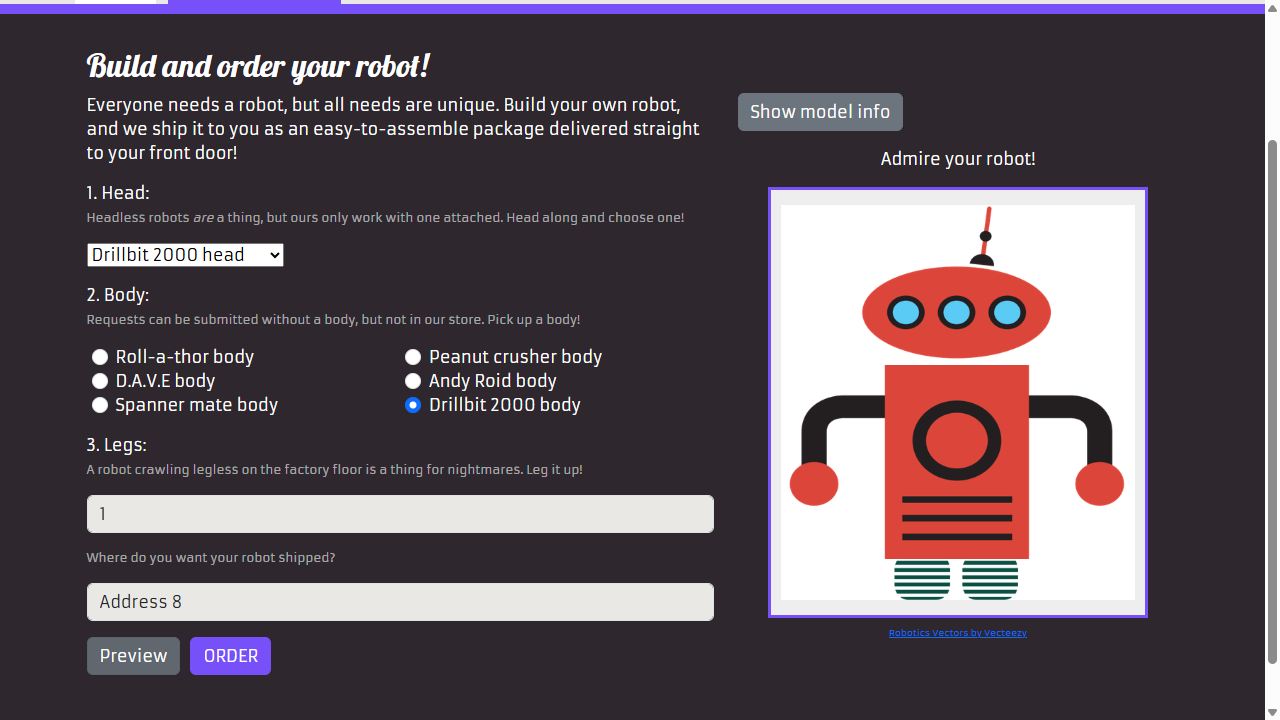 Build and order your robot!
Everyone needs a robot, but all needs are unique. Build your own robot,
and we ship it to you as an easy-to-assemble package delivered straight
to your front door!
1. Head:
Headless robots are a thing, but ours only work with one attached. Head along and choose one!
Drillbit 2000 head
2. Body:
Requests can be submitted without a body, but not in our store. Pick up a body!
Roll-a-thor body
Peanut crusher body
D.A.V.E body
Andy Roid body
Spanner mate body
Drillbit 2000 body
3. Legs:
A robot crawling legless on the factory floor is a thing for nightmares. Leg it up!
1
Where do you want your robot shipped?
Address 8
Preview
ORDER
Show model info
Admire your robot!
Robotics Vectors by Vecteezy